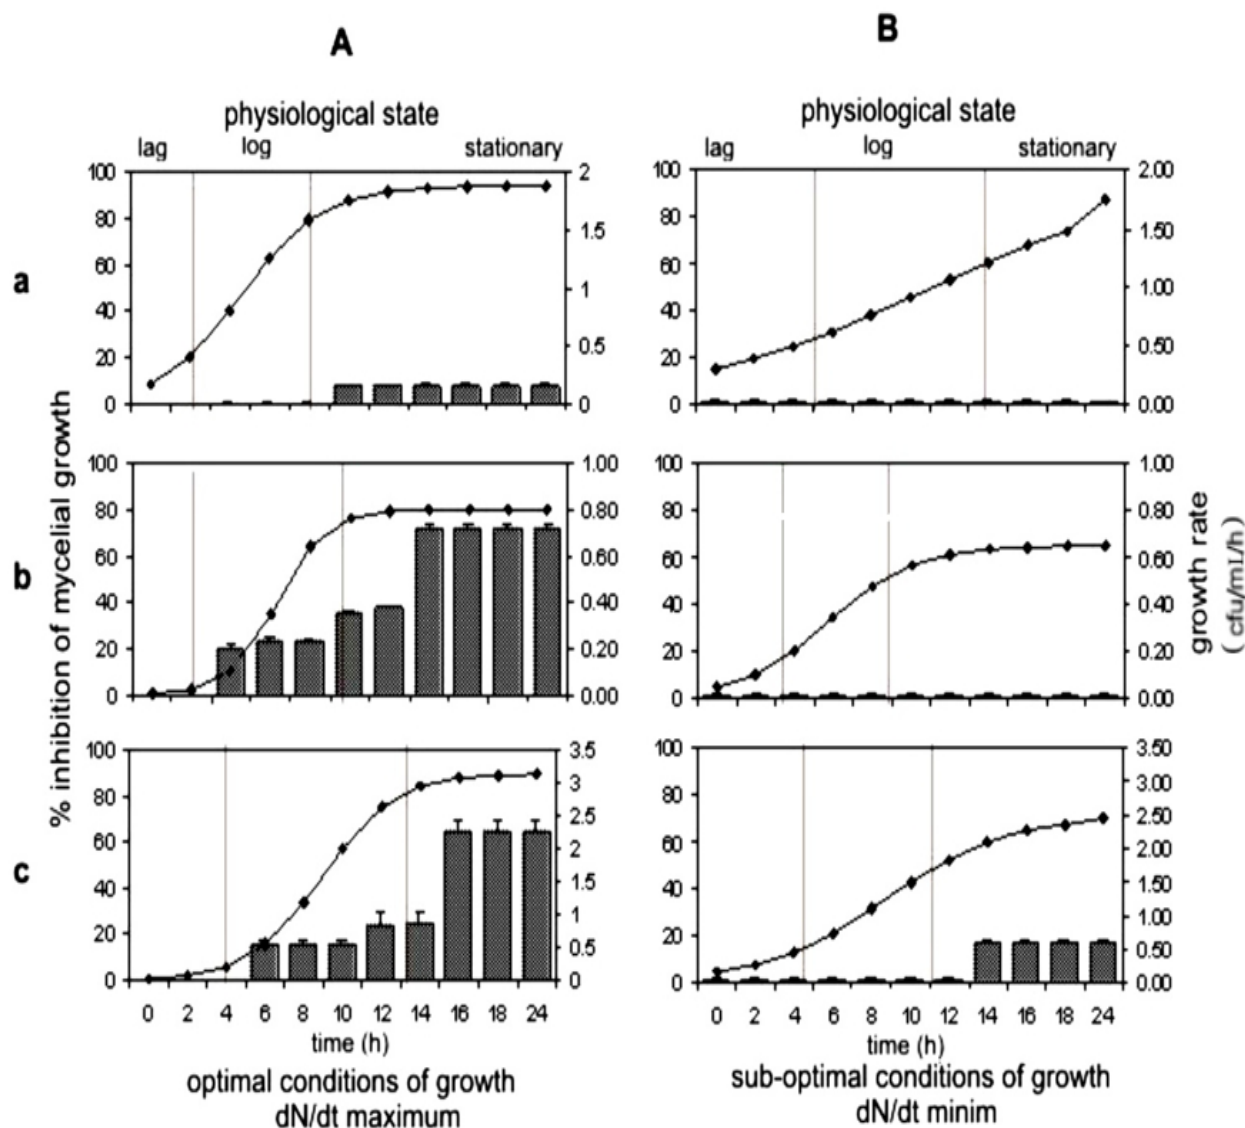 A
B
physiological state
physiological state
lag log stationary
lag log stationary
a
100 80 60 40 20 0
2 1.5 1 0.5 0
100 80 60 40 20 0
2.00 1.50 1.00 0.50 0.00
b
100 80 60 40 20 0
1.00 0.80 0.60 0.40 0.20 0.00
100 80 60 40 20 0
1.00 0.80 0.60 0.40 0.20 0.00
c
100 80 60 40 20 0
3.5 3 2.5 2 1.5 1 0.5 0
100 80 60 40 20 0
3.50 3.00 2.50 2.00 1.50 1.00 0.50 0.00
% inhibition of mycelial growth
growth rate
( cfu/mL/h)
0 2 4 6 8 10 12 14 16 18 24
0 2 4 6 8 10 12 14 16 18 24
time (h)
time (h)
optimal conditions of growth
dN/dt maximum
sub-optimal conditions of growth
dN/dt minim